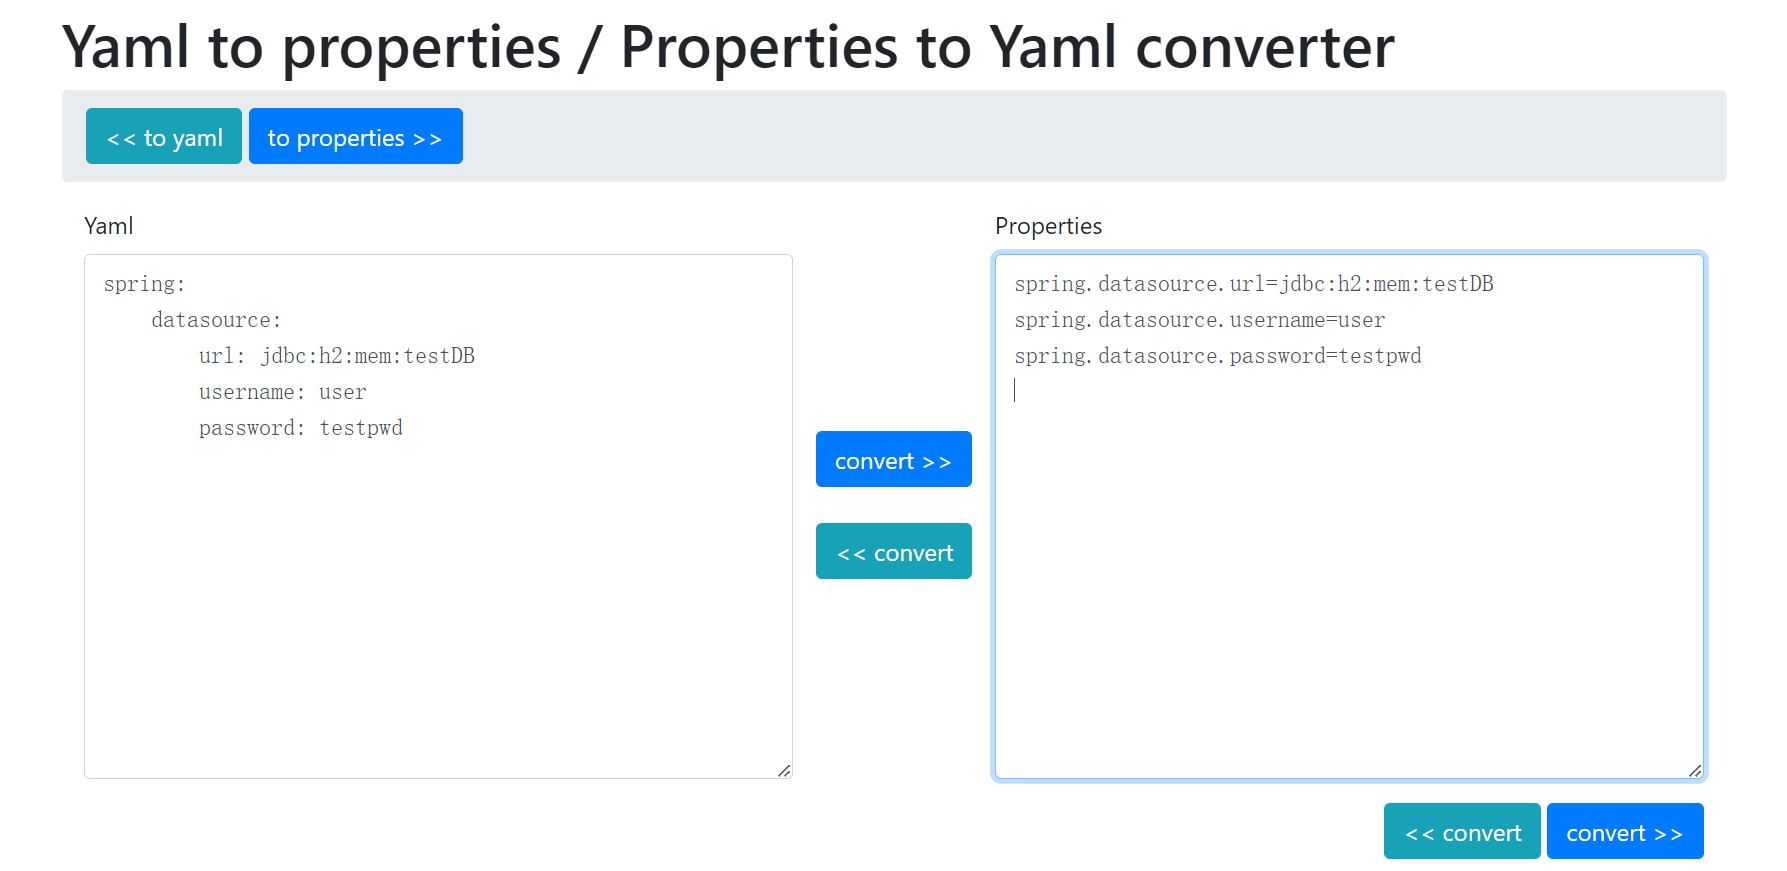 Yaml to properties / Properties to Yaml converter
<< to yaml
to properties >>
Yaml
spring:
    datasource:
        url: jdbc:h2:mem:testDB
        username: user
        password: testpwd
convert >>
<< convert
Properties
spring.datasource.url=jdbc:h2:mem:testDB
spring.datasource.username=user
spring.datasource.password=testpwd
<< convert
convert >>